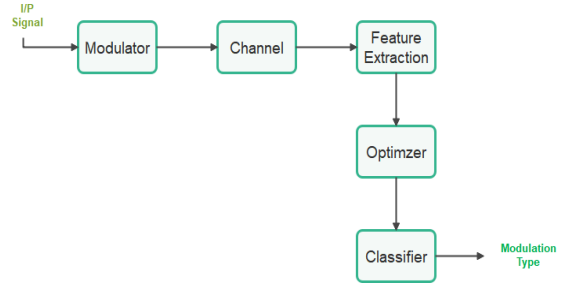 I/P
Signal
Modulator
Channel
Feature
Extraction
Optimzer
Classifier
Modulation
Type